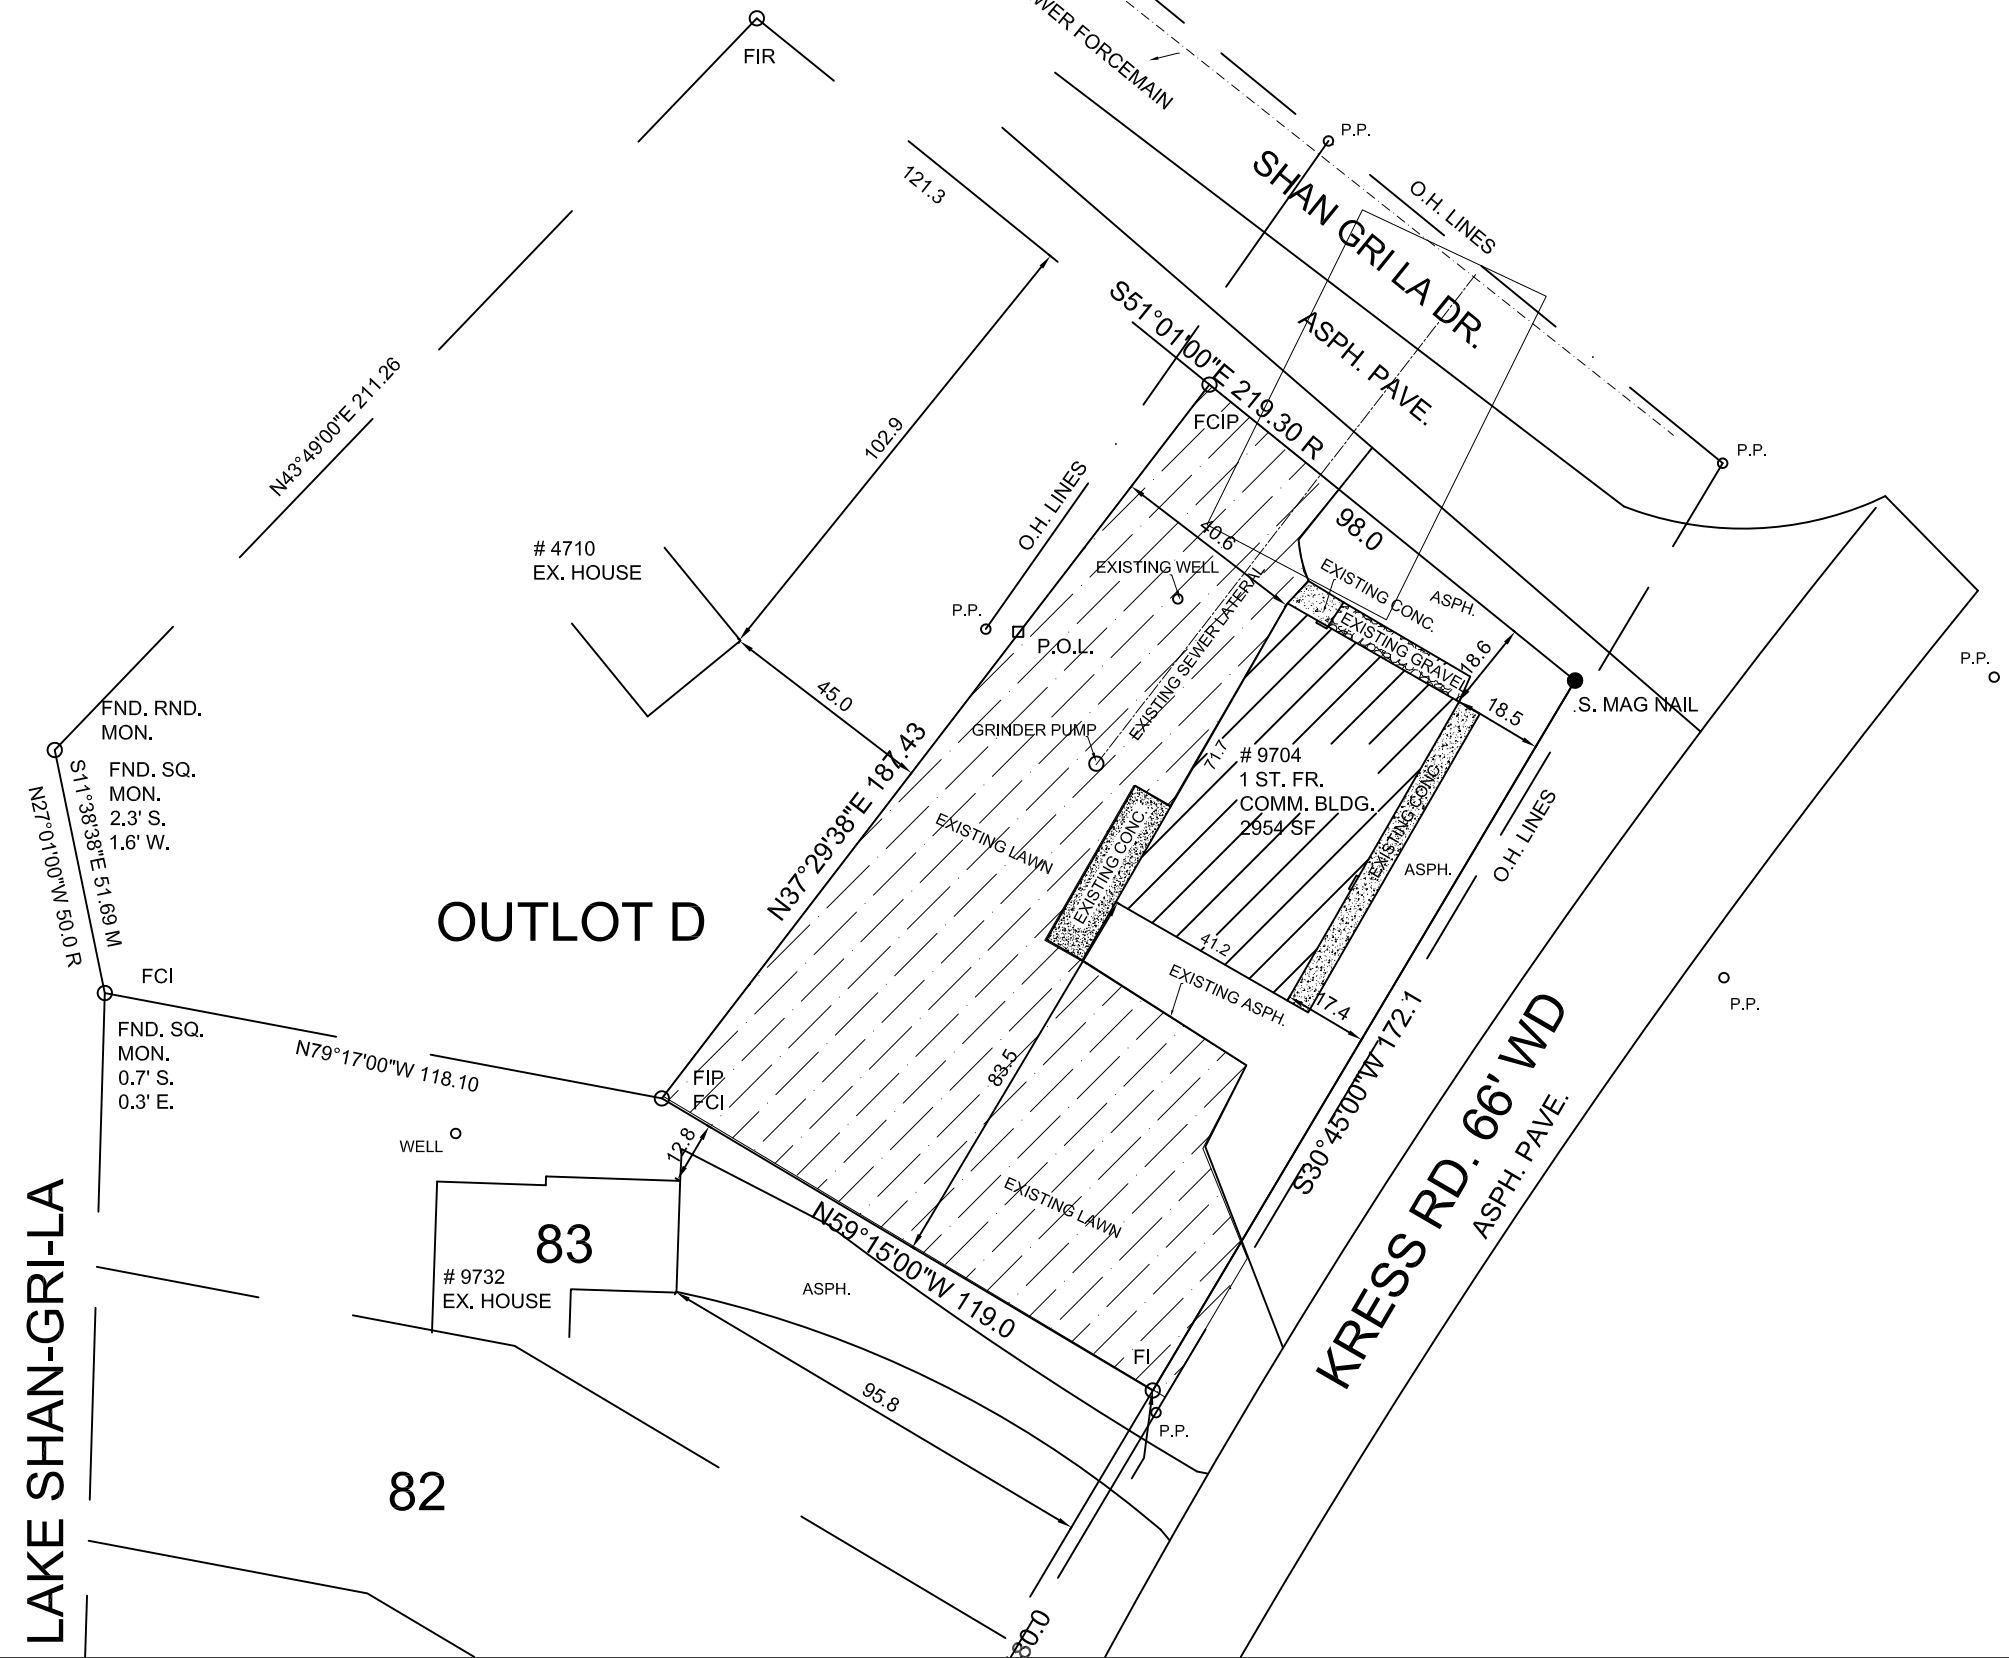 FIR
WER FORCEMAIN
P.P.
SHAN GRI LA DR.
O.H. LINES
121.3
ASPH. PAVE.
S51°01'00"E 219.30 R
FCIP
98.0
P.P.
102.9
N43°49'00"E 211.26
# 4710
EX. HOUSE
O.H. LINES
40.6
EXISTING WELL
EXISTING CONC.
ASPH.
EXISTING GRAVEL
18.6
P.P.
P.O.L.
EXISTING SEWER LATERAL
18.5
S. MAG NAIL
P.P.
45.0
GRINDER PUMP
71.7
# 9704
1 ST. FR.
COMM. BLDG.
2954 SF
EXISTING CONC.
ASPH.
O.H. LINES
FND. RND.
MON.
FND. SQ.
MON.
2.3' S.
1.6' W.
S11°38'38"E 51.69 M
N27°01'00"W 50.0 R
N37°29'38"E 187.43
EXISTING LAWN
EXISTING CONC.
OUTLOT D
41.2
EXISTING ASPH.
17.4
P.P.
FCI
FND. SQ.
MON.
0.7' S.
0.3' E.
N79°17'00"W 118.10
FIP
FCI
83.5
S30°45'00"W 172.1
KRESS RD. 66' WD
ASPH. PAVE.
WELL
12.8
EXISTING LAWN
N59°15'00"W 119.0
83
# 9732
EX. HOUSE
ASPH.
FI
P.P.
95.8
LAKE SHAN-GRI-LA
82
80.0